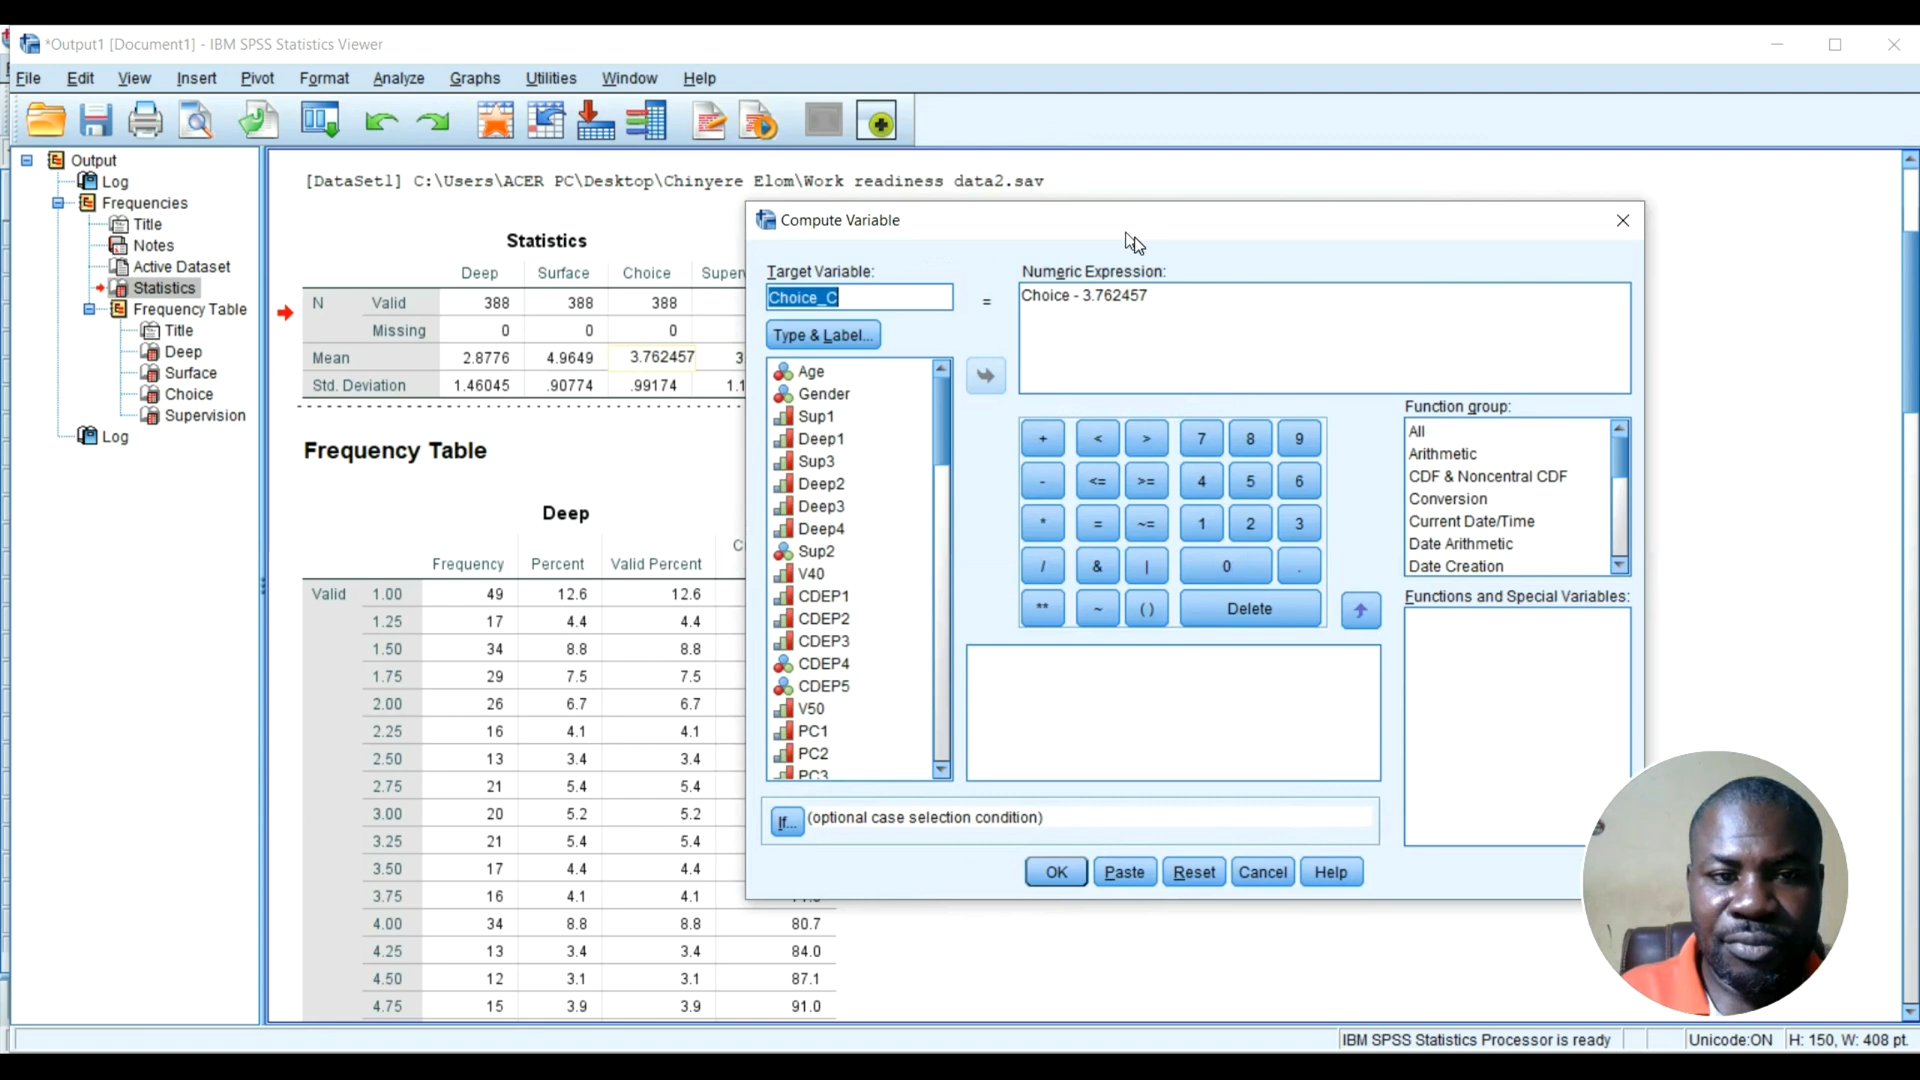 *Output1 [Document1] - IBM SPSS Statistics Viewer
File Edit View Insert Pivot Format Analyze Graphs Utilities Window Help
Output
Log
Frequencies
Title
Notes
Active Dataset
Statistics
Frequency Table
Title
Deep
Surface
Choice
Supervision
Log
[DataSet1] C:\Users\ACER PC\Desktop\Chinyere Elom\Work readiness data2.sav
Statistics
Deep Surface Choice
N Valid 388 388 388
Missing 0 0 0
Mean 2.8776 4.9649 3.762457
Std. Deviation 1.46045 .90774 .99174
Frequency Table
Deep
Frequency Percent Valid Percent
Valid 1.00 49 12.6 12.6
1.25 17 4.4 4.4
1.50 34 8.8 8.8
1.75 29 7.5 7.5
2.00 26 6.7 6.7
2.25 16 4.1 4.1
2.50 13 3.4 3.4
2.75 21 5.4 5.4
3.00 20 5.2 5.2
3.25 21 5.4 5.4
3.50 17 4.4 4.4
3.75 16 4.1 4.1
4.00 34 8.8 8.8 80.7
4.25 13 3.4 3.4 84.0
4.50 12 3.1 3.1 87.1
4.75 15 3.9 3.9 91.0
Compute Variable
Target Variable:
Choice_C
=
Numeric Expression:
Choice - 3.762457
Type & Label...
Age
Gender
Sup1
Deep1
Sup3
Deep2
Deep3
Deep4
Sup2
V40
CDEP1
CDEP2
CDEP3
CDEP4
CDEP5
V50
PC1
PC2
PC3
+ < > 7 8 9
- <= >= 4 5 6
* = ~= 1 2 3
/ & | 0 .
** ~ ( ) Delete
Function group:
All
Arithmetic
CDF & Noncentral CDF
Conversion
Current Date/Time
Date Arithmetic
Date Creation
Functions and Special Variables:
If... (optional case selection condition)
OK Paste Reset Cancel Help
IBM SPSS Statistics Processor is ready Unicode:ON H: 150, W: 408 pt.